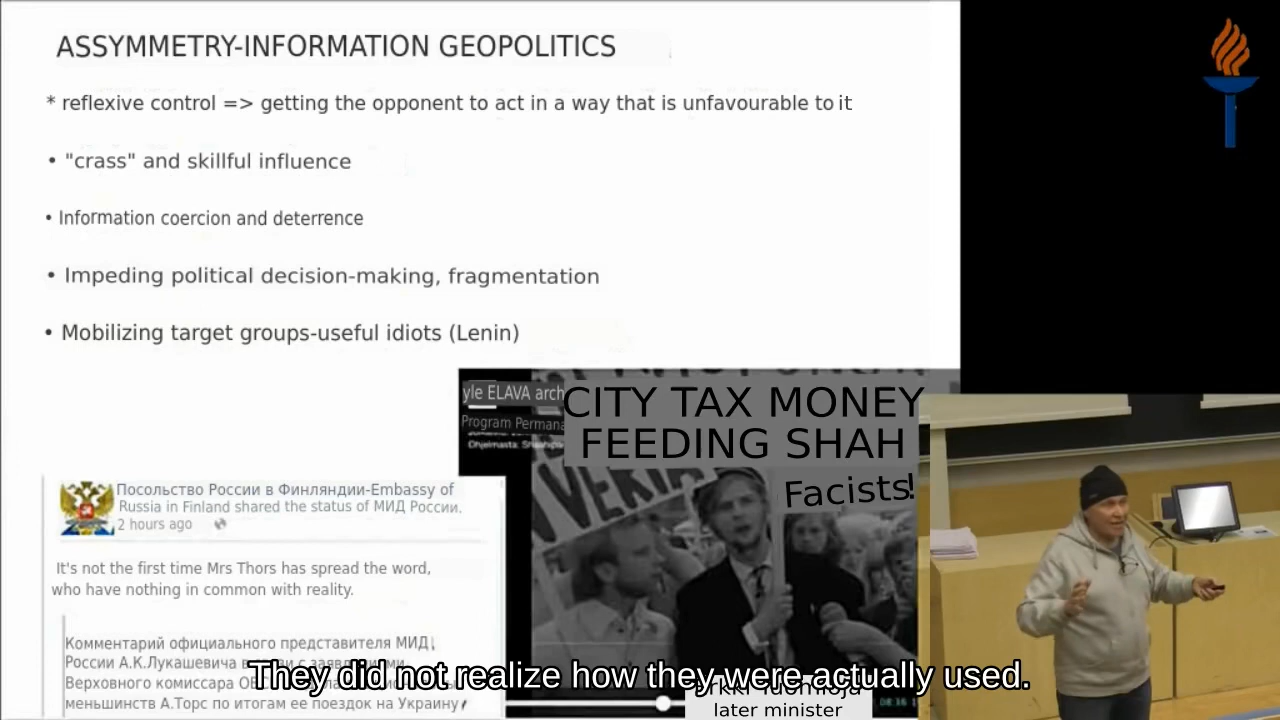 ASSYMMETRY-INFORMATION GEOPOLITICS
* reflexive control => getting the opponent to act in a way that is unfavourable to it
• "crass" and skillful influence
• Information coercion and deterrence
• Impeding political decision-making, fragmentation
• Mobilizing target groups-useful idiots (Lenin)
yle ELAVA arch
Program Permana
CITY TAX MONEY
FEEDING SHAH
Facists!
VERI
Посольство России в Финляндии-Embassy of
Russia in Finland shared the status of МИД России.
2 hours ago
It's not the first time Mrs Thors has spread the word,
who have nothing in common with reality.
Комментарий официального представителя МИД
России А.К.Лукашевича
Верховного комиссара
меньшинств А.Торс по итогам ее поездок на Украину
They did not realize how they were actually used.
later minister